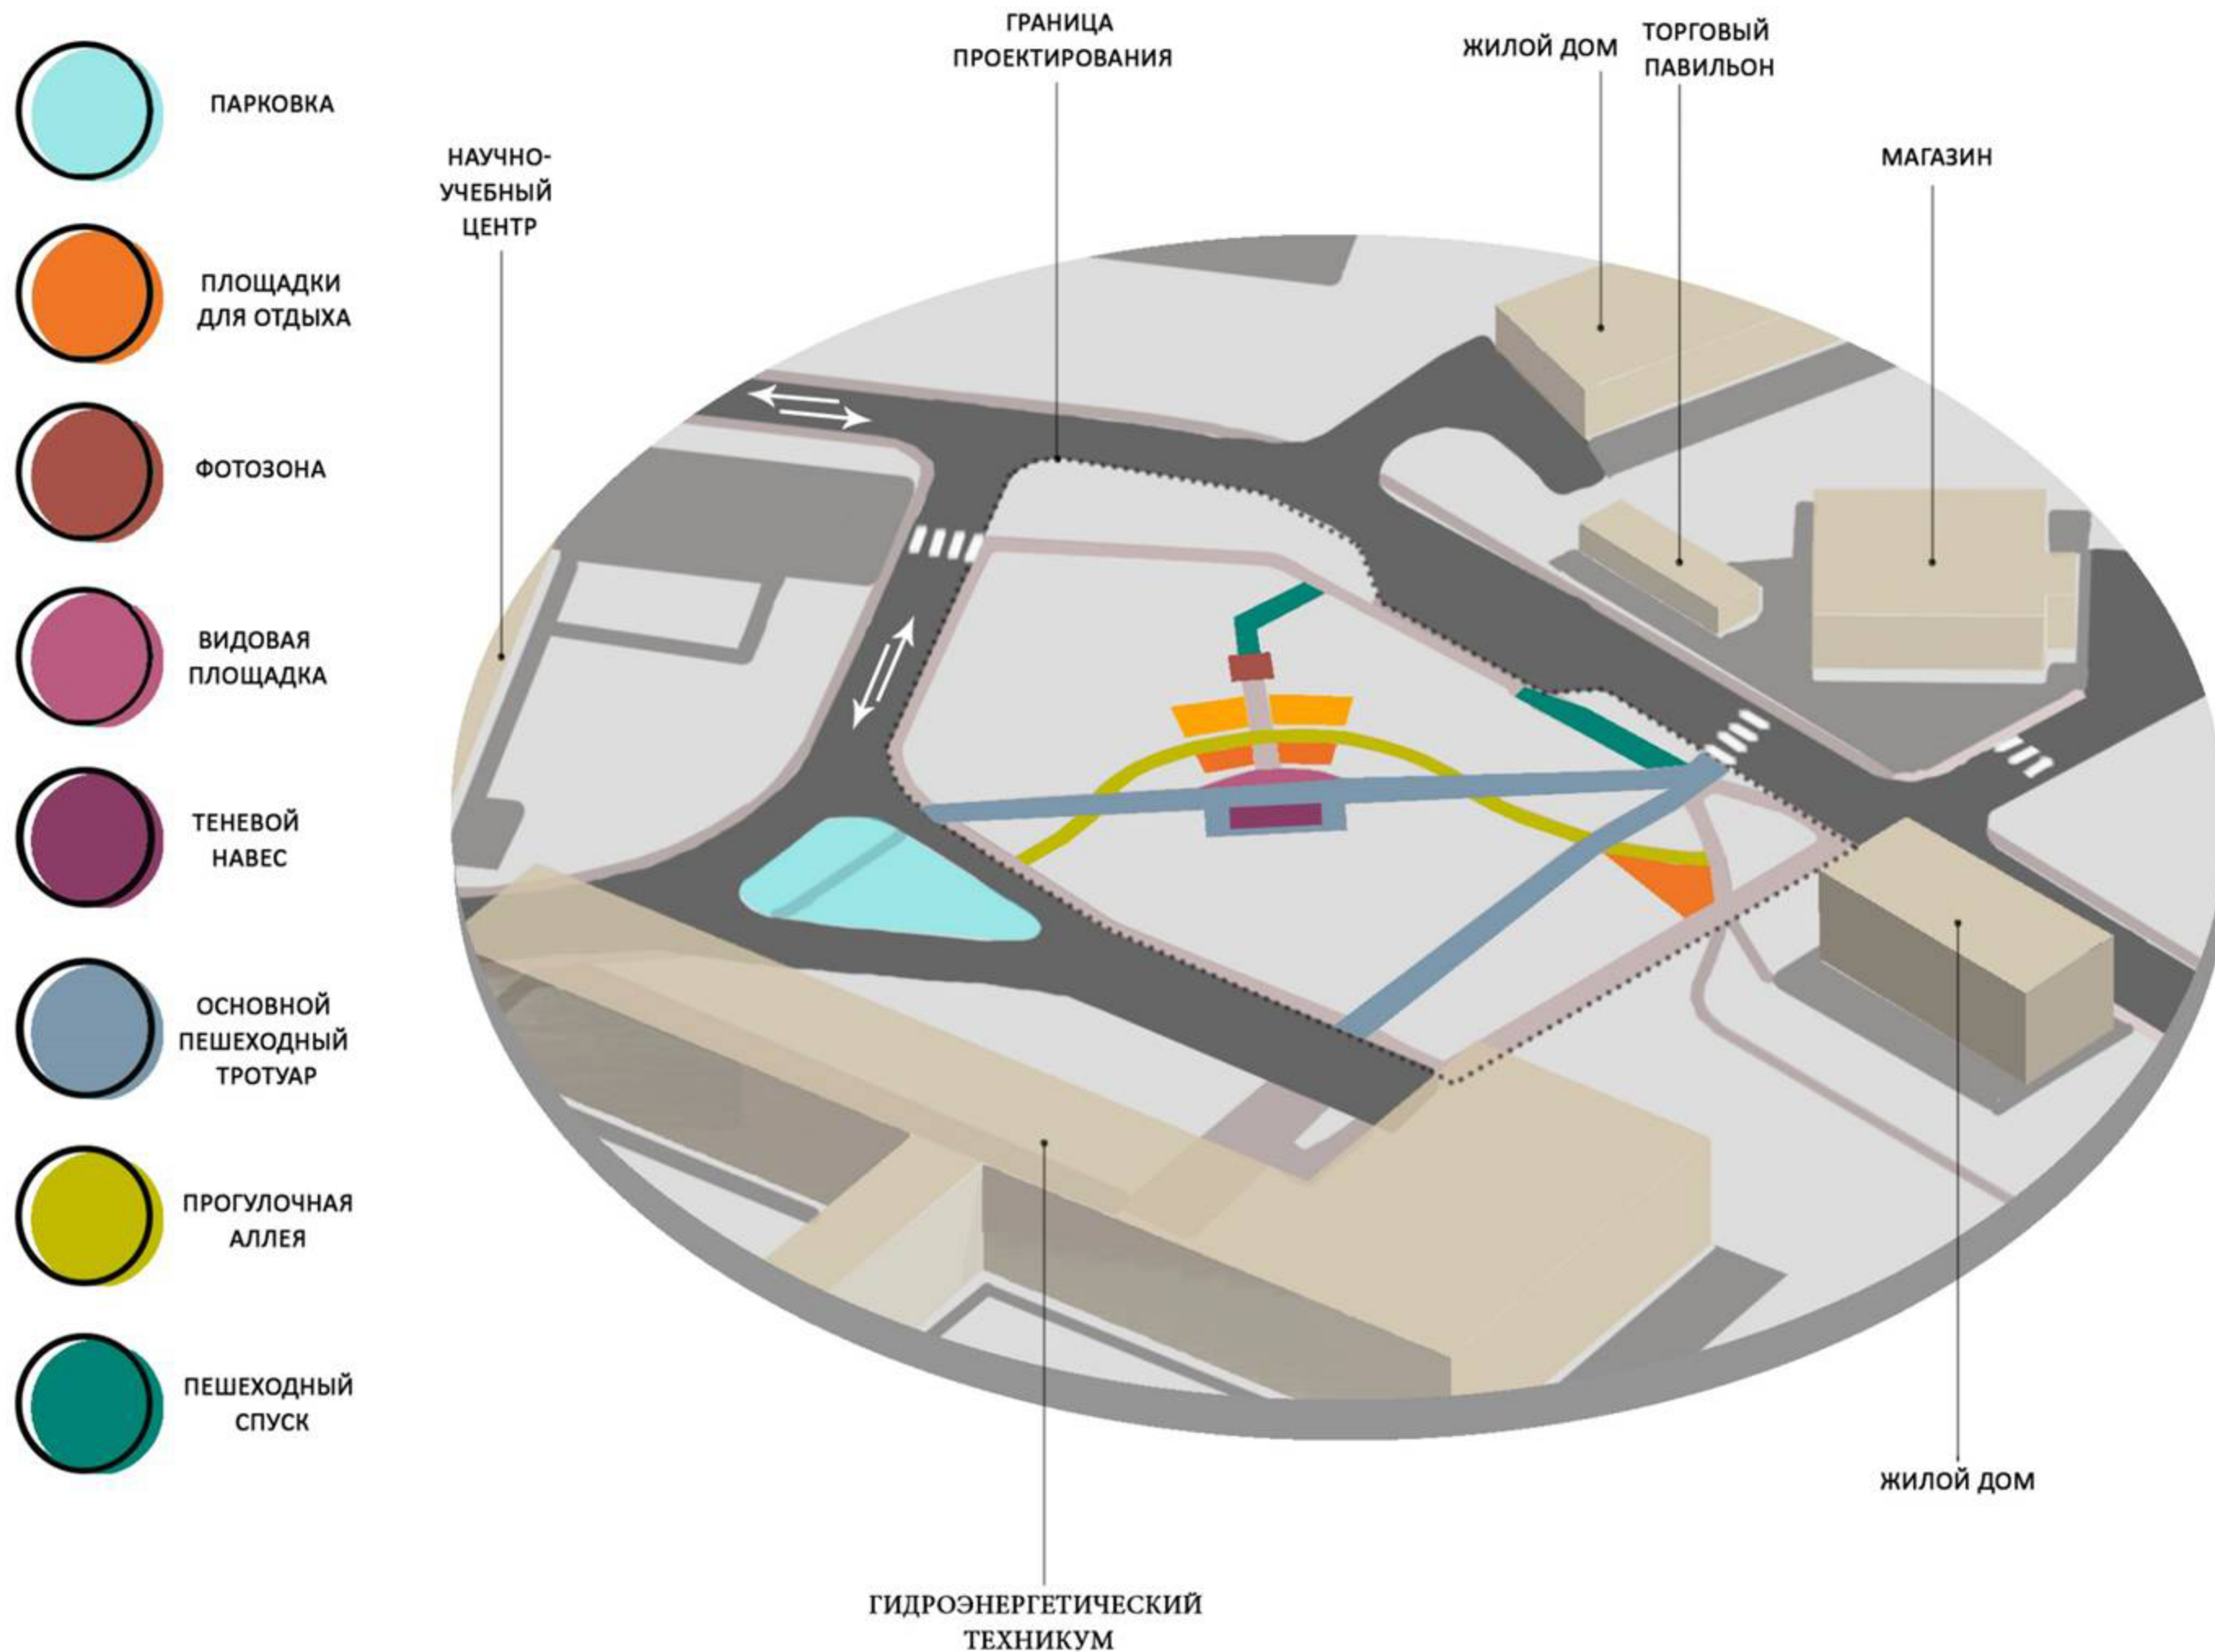 ПАРКОВКА
ПЛОЩАДКИ
ДЛЯ ОТДЫХА
ФОТОЗОНА
ВИДОВАЯ
ПЛОЩАДКА
ТЕНЕВОЙ
НАВЕС
ОСНОВНОЙ
ПЕШЕХОДНЫЙ
ТРОТУАР
ПРОГУЛОЧНАЯ
АЛЛЕЯ
ПЕШЕХОДНЫЙ
СПУСК
НАУЧНО-
УЧЕБНЫЙ
ЦЕНТР
ГРАНИЦА
ПРОЕКТИРОВАНИЯ
ЖИЛОЙ ДОМ
ТОРГОВЫЙ
ПАВИЛЬОН
МАГАЗИН
ЖИЛОЙ ДОМ
ГИДРОЭНЕРГЕТИЧЕСКИЙ
ТЕХНИКУМ